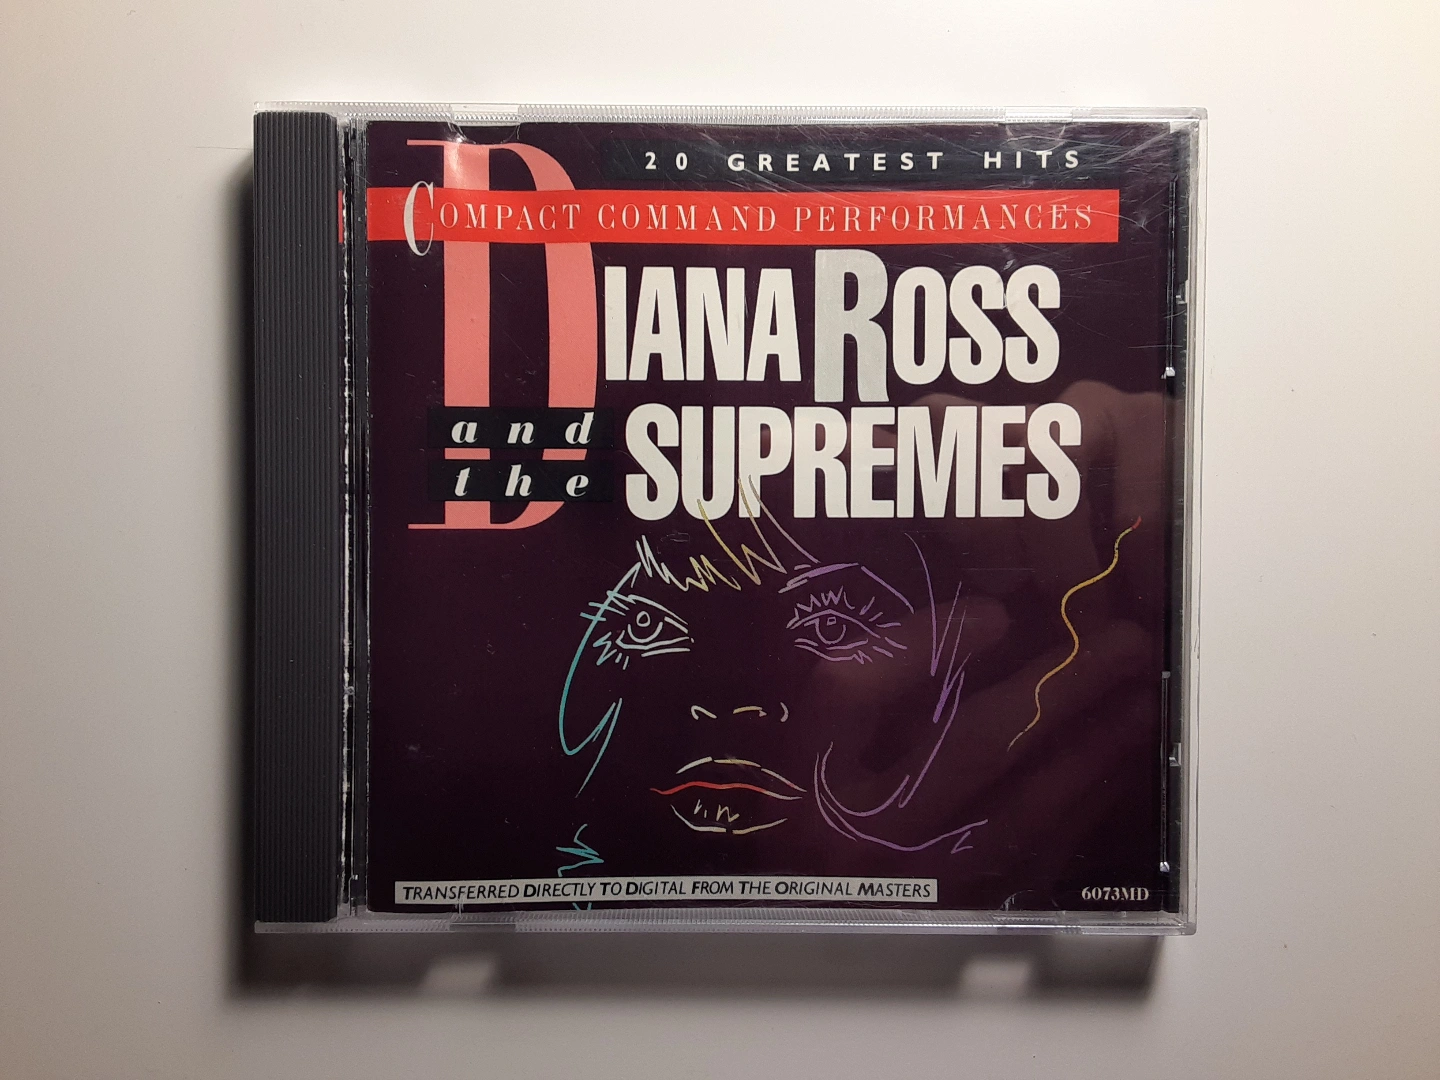 20 GREATEST HITS
COMPACT COMMAND PERFORMANCES
DIANA ROSS
and
the
SUPREMES
TRANSFERRED DIRECTLY TO DIGITAL FROM THE ORIGINAL MASTERS
6073MD